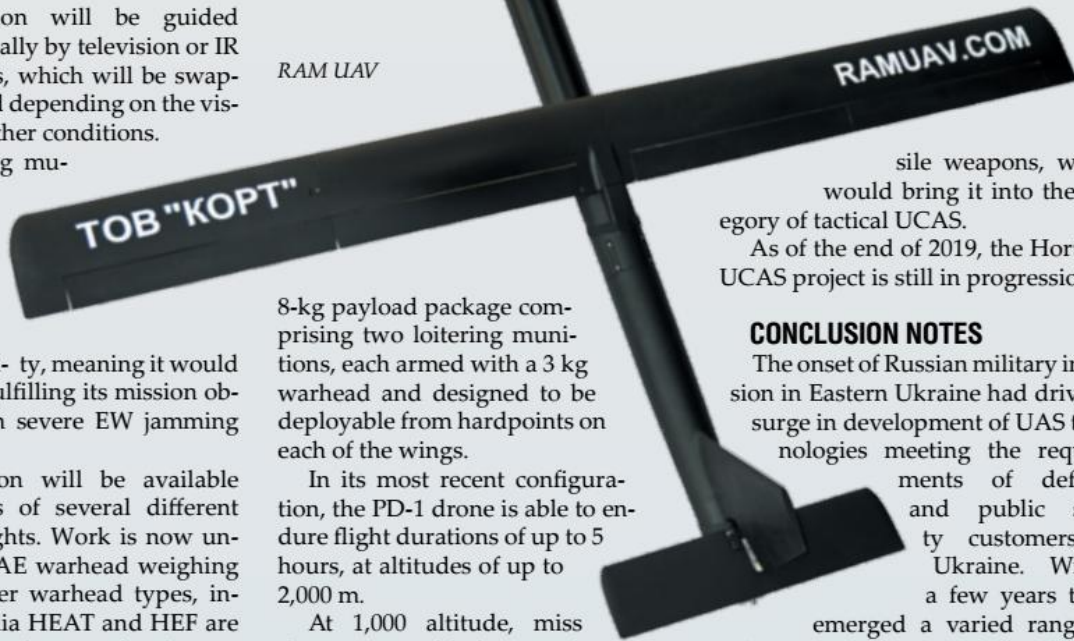 on will be guided
ally by television or IR
s, which will be swap-
d depending on the vis-
ther conditions.
g mu-
- ty, meaning it would
ulfilling its mission ob-
n severe EW jamming
on will be available
s of several different
ghts. Work is now un-
AE warhead weighing
er warhead types, in-
ia HEAT and HEF are
RAM UAV
ТОВ "КОРТ"
RAMUAV.COM
8-kg payload package com-
prising two loitering muni-
tions, each armed with a 3 kg
warhead and designed to be
deployable from hardpoints on
each of the wings.
In its most recent configura-
tion, the PD-1 drone is able to en-
dure flight durations of up to 5
hours, at altitudes of up to
2,000 m.
At 1,000 altitude, miss
sile weapons, w
would bring it into the
egory of tactical UCAS.
As of the end of 2019, the Hor
UCAS project is still in progressio
CONCLUSION NOTES
The onset of Russian military in
sion in Eastern Ukraine had driv
surge in development of UAS t
nologies meeting the requ
ments of def
and public s
ty customers
Ukraine. Wi
a few years t
emerged a varied rang